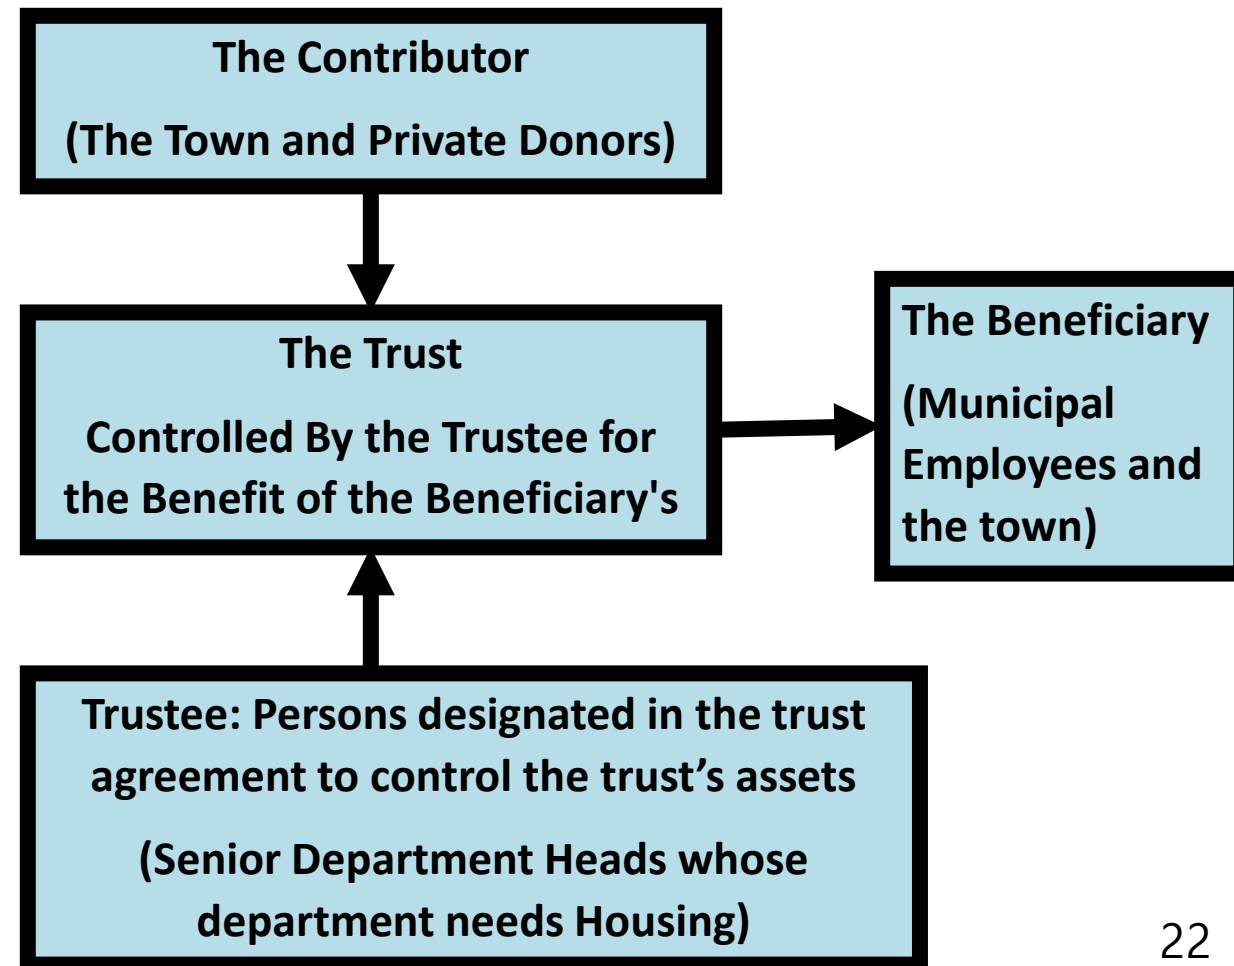 The Contributor
(The Town and Private Donors)
The Trust
Controlled By the Trustee for
the Benefit of the Beneficiary's
The Beneficiary
(Municipal
Employees and
the town)
Trustee: Persons designated in the trust
agreement to control the trust’s assets
(Senior Department Heads whose
department needs Housing)
22